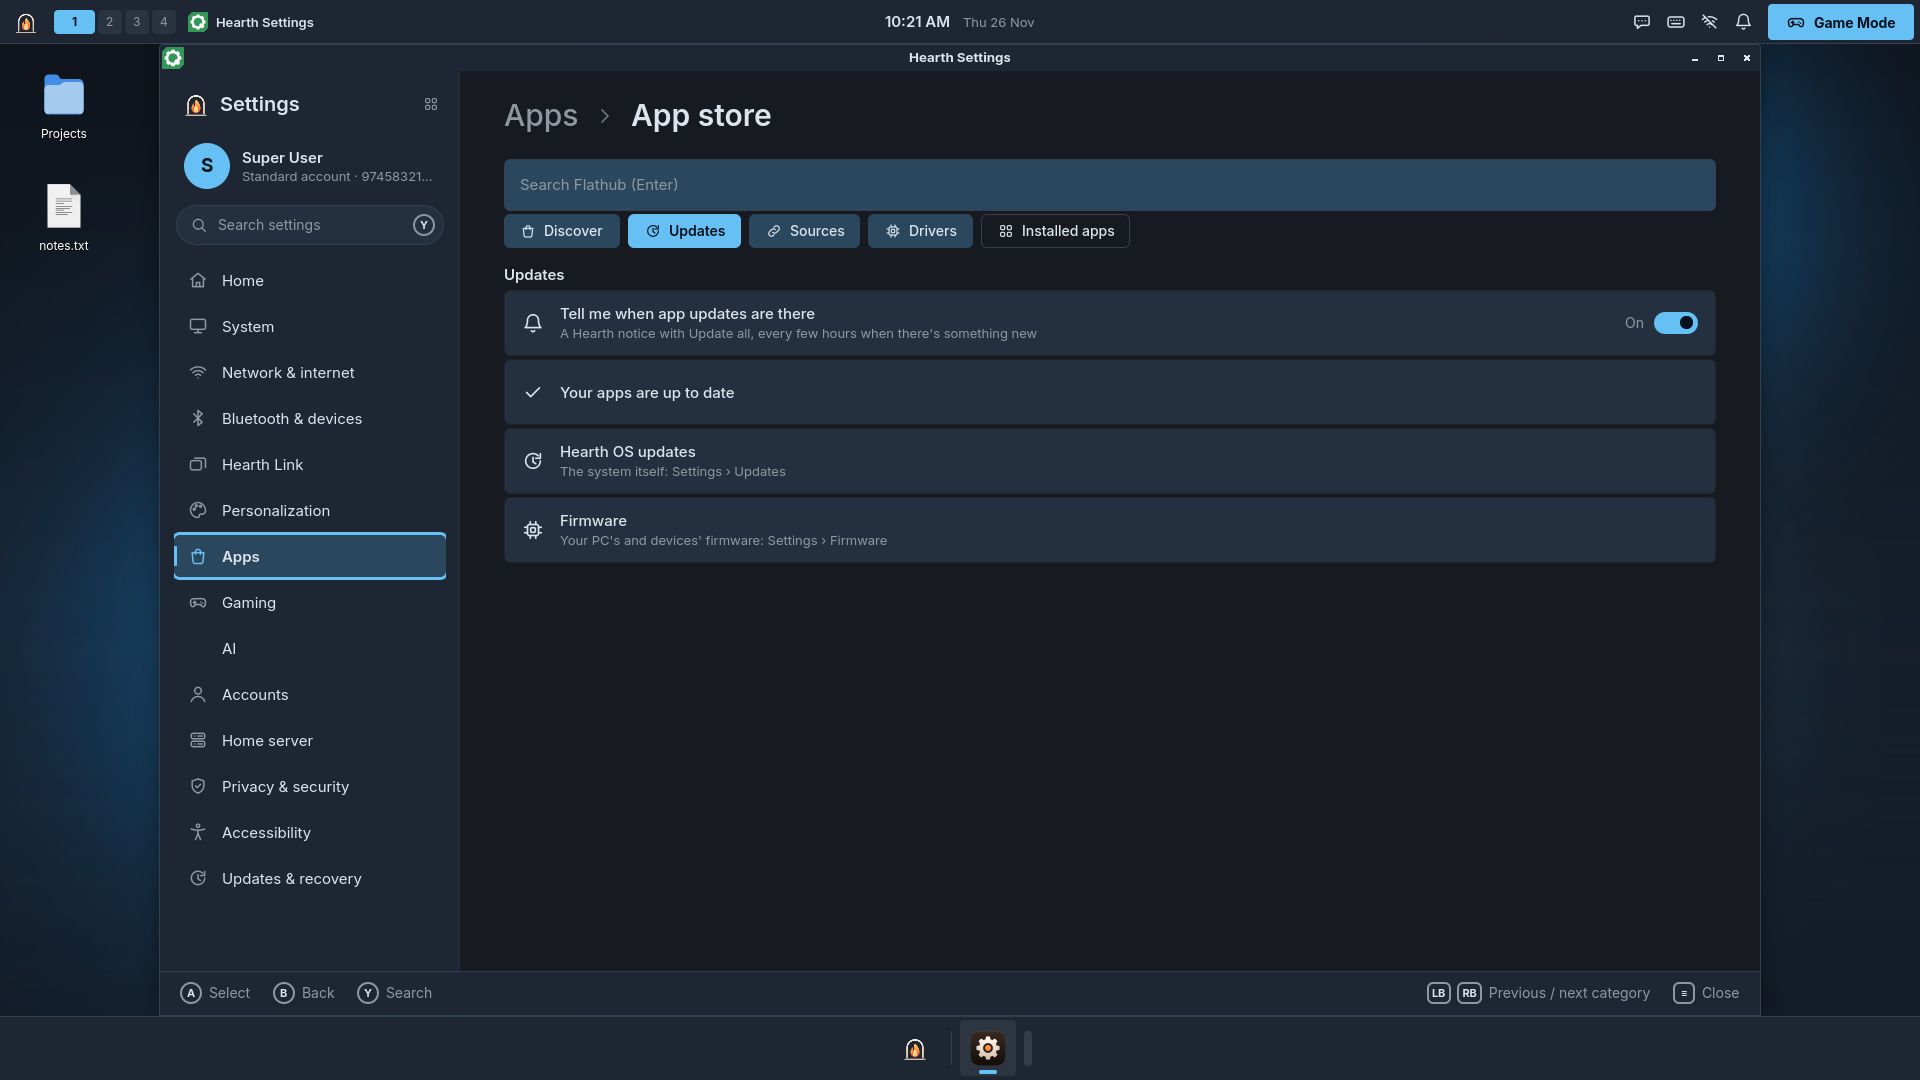 1 2 3 4 Hearth Settings 10:21 AM Thu 26 Nov Game Mode
Hearth Settings
Projects
notes.txt
Settings
S
Super User
Standard account · 97458321...
Search settings Y
Home
System
Network & internet
Bluetooth & devices
Hearth Link
Personalization
Apps
Gaming
AI
Accounts
Home server
Privacy & security
Accessibility
Updates & recovery
Apps > App store
Search Flathub (Enter)
Discover Updates Sources Drivers Installed apps
Updates
Tell me when app updates are there
A Hearth notice with Update all, every few hours when there's something new
On
Your apps are up to date
Hearth OS updates
The system itself: Settings › Updates
Firmware
Your PC's and devices' firmware: Settings › Firmware
A Select B Back Y Search LB RB Previous / next category ≡ Close